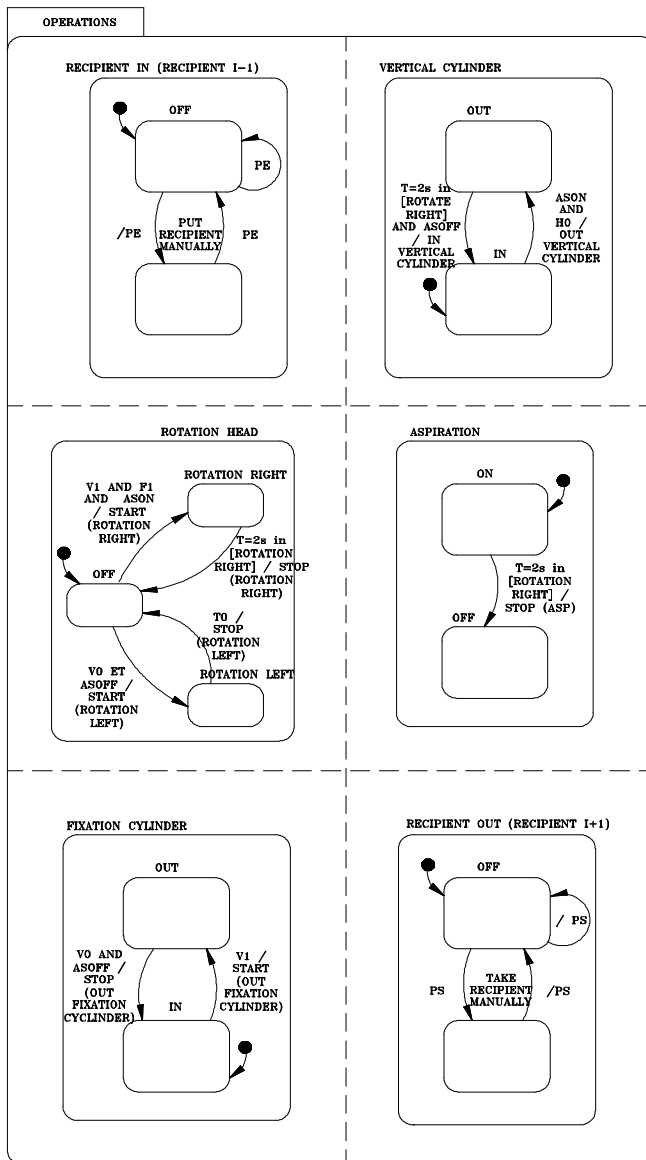 OPERATIONS
RECIPIENT IN (RECIPIENT I-1)
OFF
PE
/PE
PUT
RECIPIENT
MANUALLY
PE
VERTICAL CYLINDER
OUT
T=2s in
[ROTATE
RIGHT]
AND ASOFF
/ IN
VERTICAL
CYLINDER
IN
ASON
AND
H0 /
OUT
VERTICAL
CYLINDER
ROTATION HEAD
ROTATION RIGHT
V1 AND F1
AND ASON
/ START
(ROTATION
RIGHT)
T=2s in
[ROTATION
RIGHT] / STOP
(ROTATION
RIGHT)
OFF
T0 /
STOP
(ROTATION
LEFT)
ROTATION LEFT
V0 ET
ASOFF /
START
(ROTATION
LEFT)
ASPIRATION
ON
T=2s in
[ROTATION
RIGHT] /
STOP (ASP)
OFF
FIXATION CYLINDER
OUT
V0 AND
ASOFF /
STOP
(OUT
FIXATION
CYCLINDER)
IN
V1 /
START
(OUT
FIXATION
CYLINDER)
RECIPIENT OUT (RECIPIENT I+1)
OFF
/ PS
PS
TAKE
RECIPIENT
MANUALLY
/PS